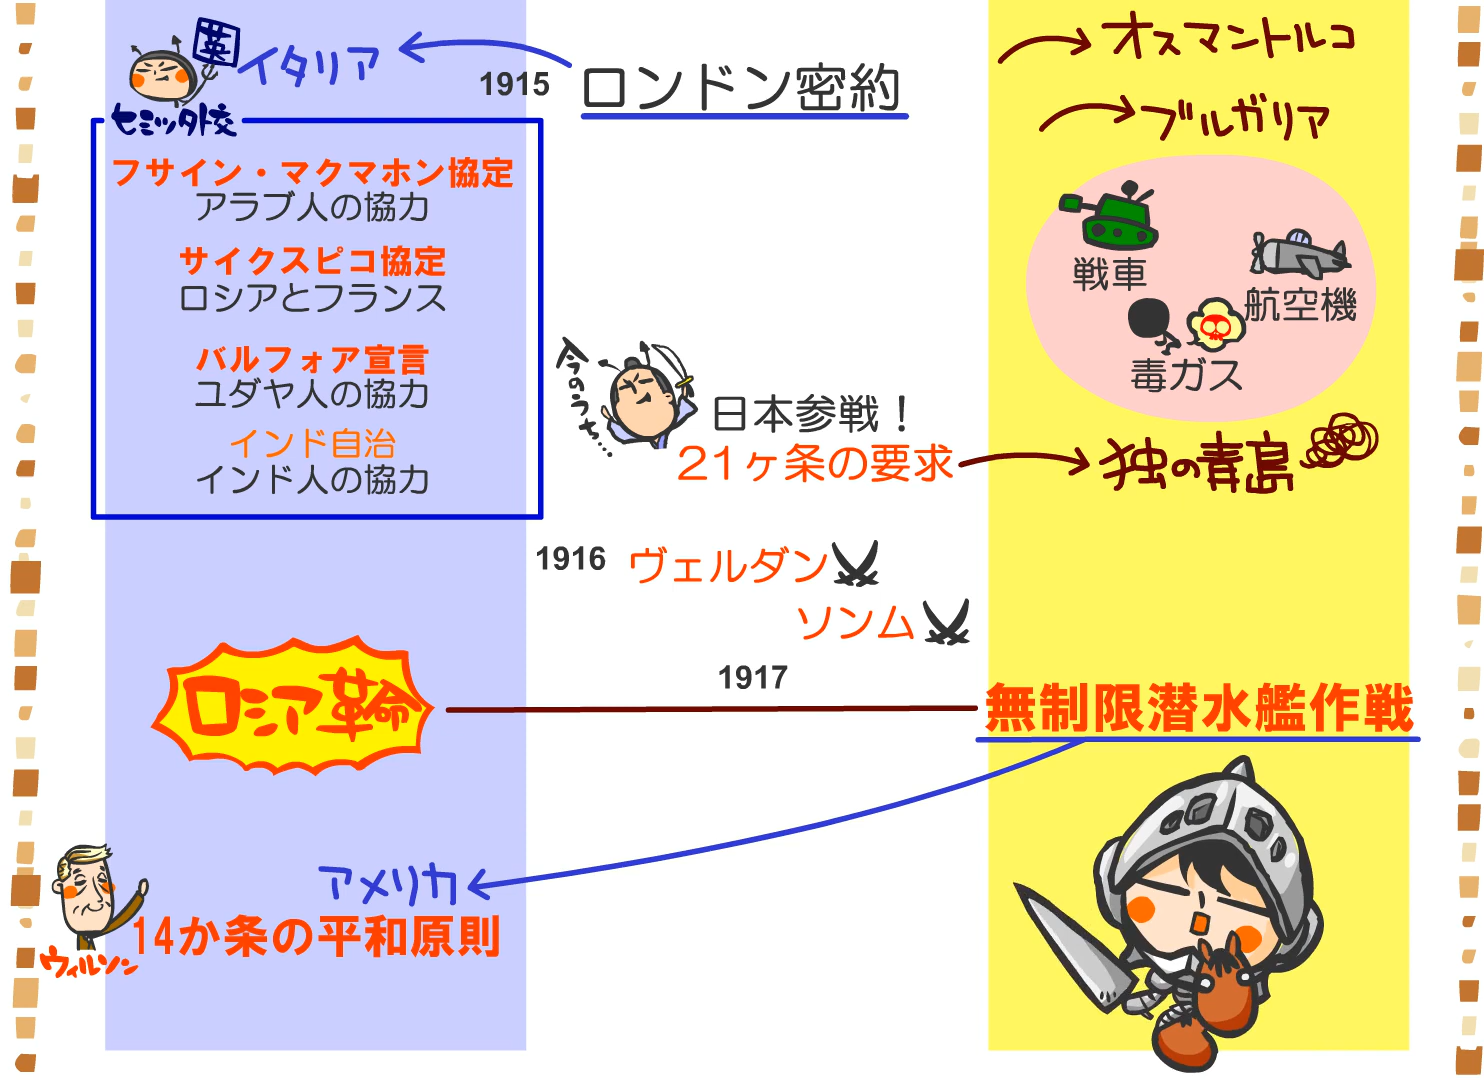 英
イタリア
1915
ロンドン密約
オスマントルコ
ブルガリア
セミッツ外交
フサイン・マクマホン協定
アラブ人の協力
サイクスピコ協定
ロシアとフランス
バルフォア宣言
ユダヤ人の協力
インド自治
インド人の協力
戦車
航空機
毒ガス
今のうち…
日本参戦！
21ヶ条の要求
独の青島
1916
ヴェルダン
ソンム
1917
ロシア革命
無制限潜水艦作戦
アメリカ
14か条の平和原則
ウィルソン